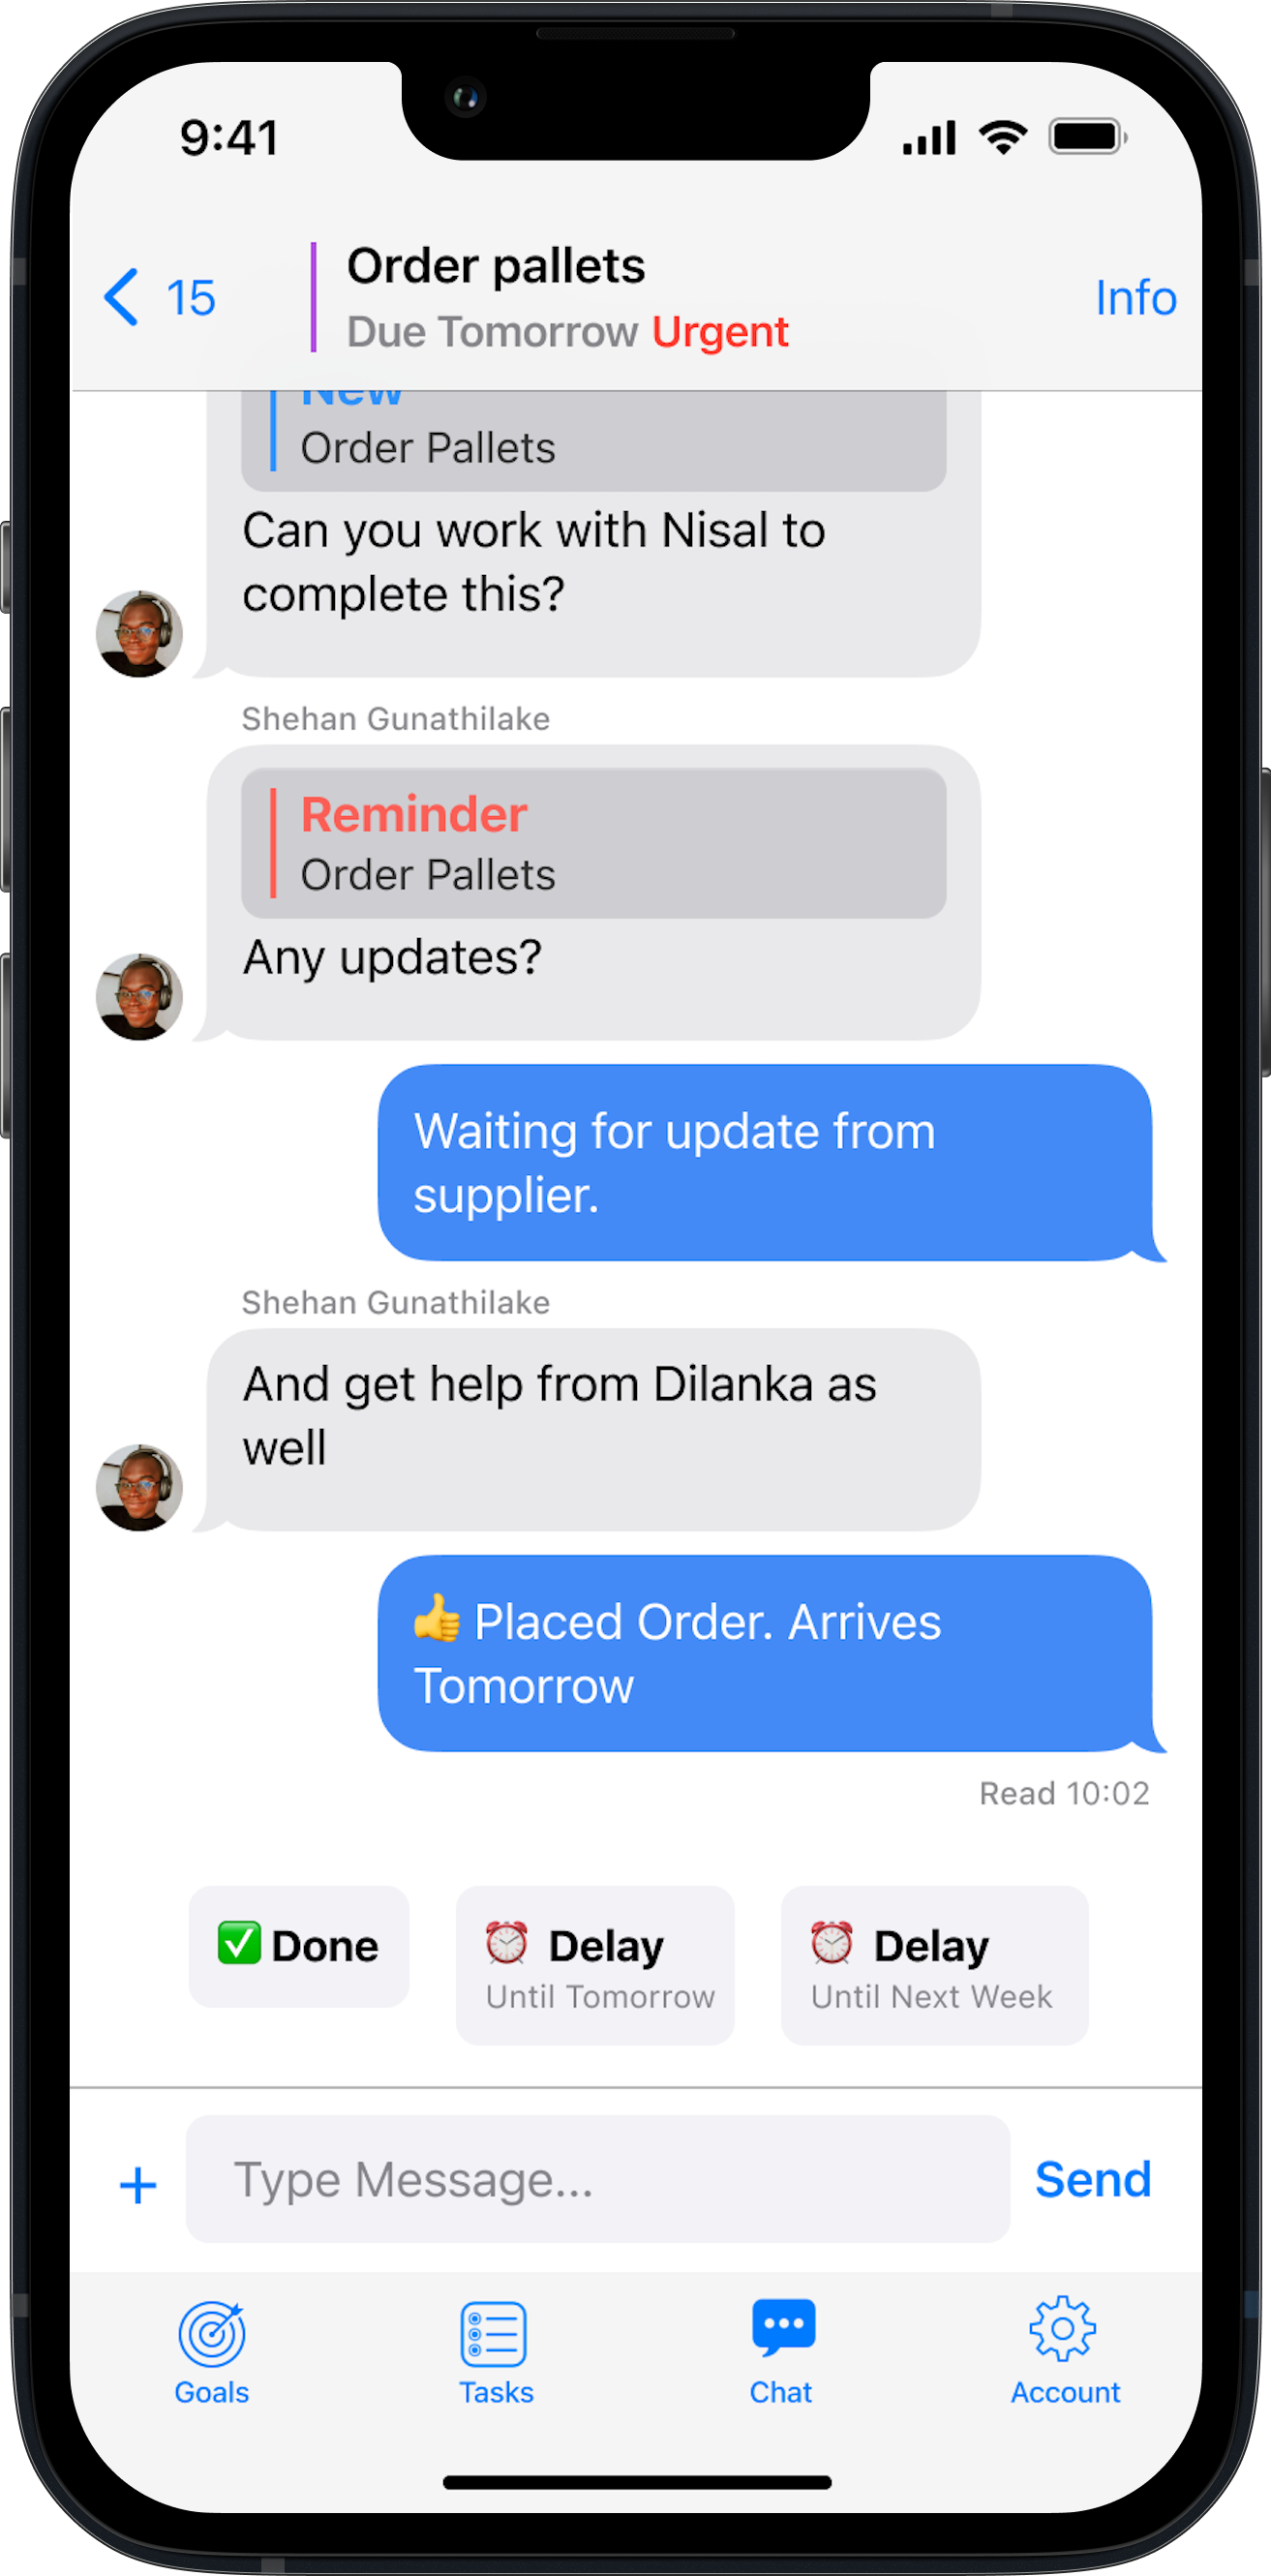 9:41
15
Order pallets
Info
Due Tomorrow Urgent
New
Order Pallets
Can you work with Nisal to
complete this?
Shehan Gunathilake
Reminder
Order Pallets
Any updates?
Waiting for update from
supplier.
Shehan Gunathilake
And get help from Dilanka as
well
👍 Placed Order. Arrives
Tomorrow
Read 10:02
✅ Done
⏰ Delay
Until Tomorrow
⏰ Delay
Until Next Week
+ Type Message... Send
Goals Tasks Chat Account